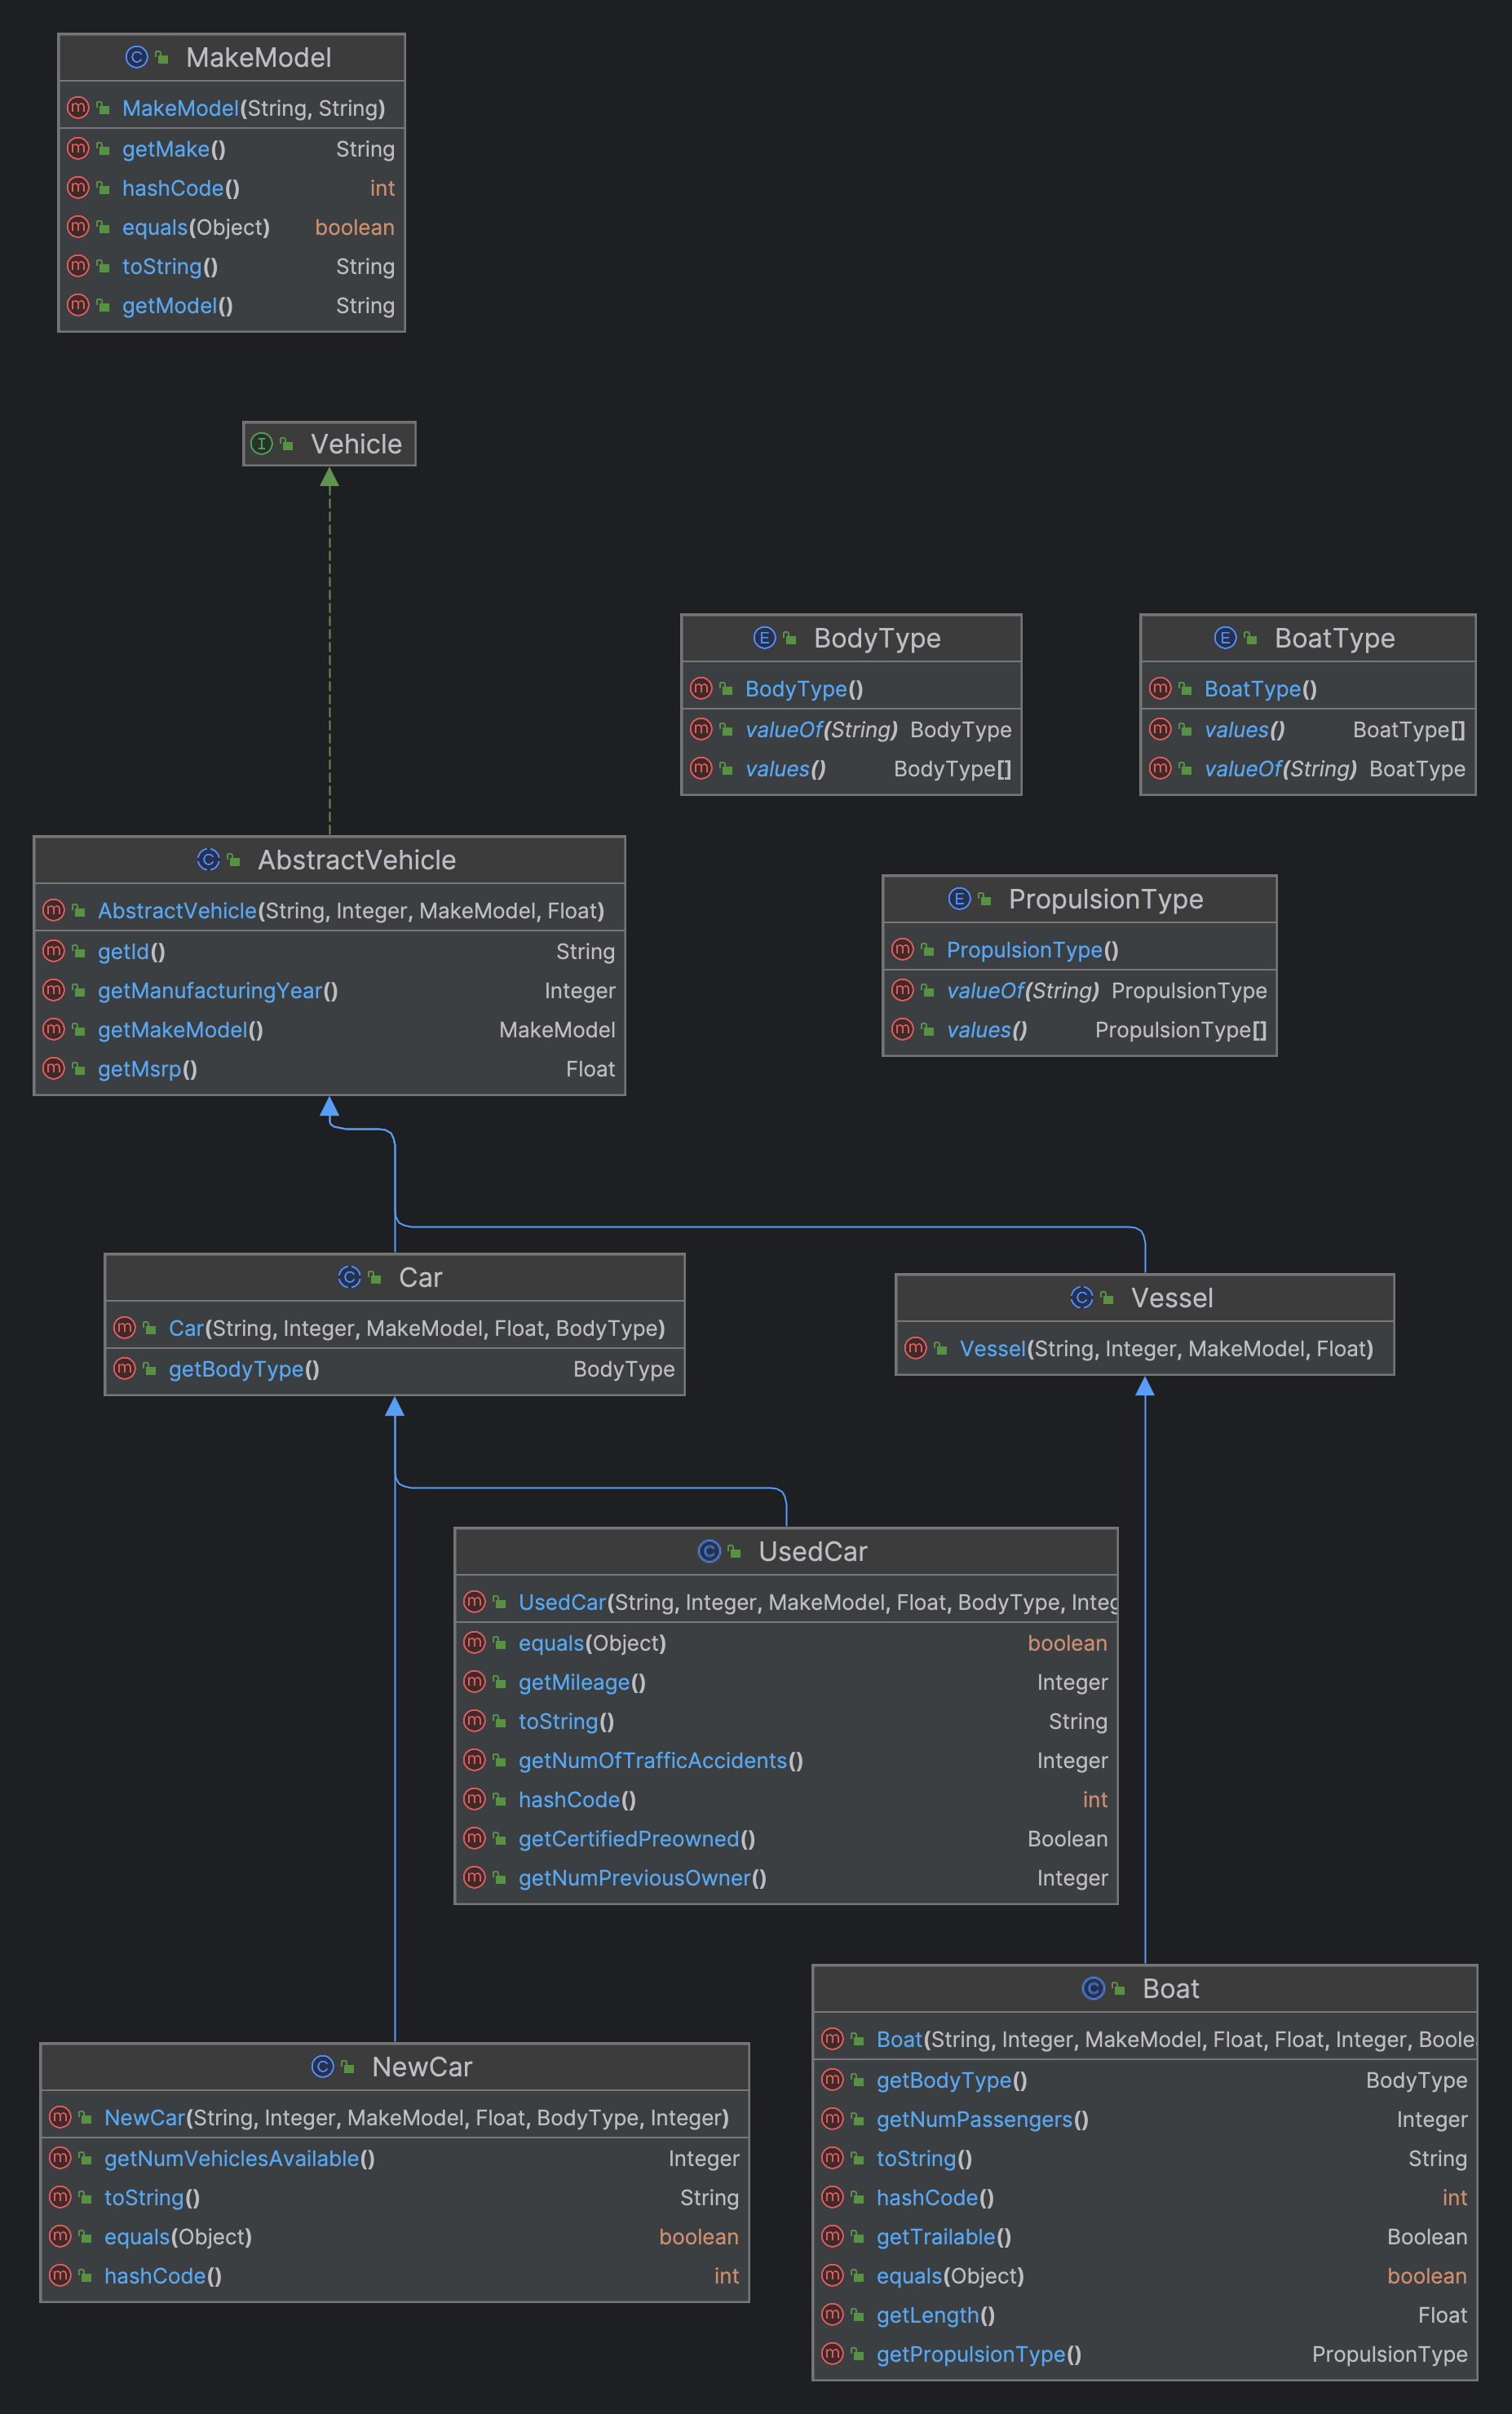 MakeModel
MakeModel(String, String)
getMake() String
hashCode() int
equals(Object) boolean
toString() String
getModel() String
Vehicle
BodyType
BodyType()
valueOf(String) BodyType
values() BodyType[]
BoatType
BoatType()
values() BoatType[]
valueOf(String) BoatType
AbstractVehicle
AbstractVehicle(String, Integer, MakeModel, Float)
getId() String
getManufacturingYear() Integer
getMakeModel() MakeModel
getMsrp() Float
PropulsionType
PropulsionType()
valueOf(String) PropulsionType
values() PropulsionType[]
Car
Car(String, Integer, MakeModel, Float, BodyType)
getBodyType() BodyType
Vessel
Vessel(String, Integer, MakeModel, Float)
UsedCar
UsedCar(String, Integer, MakeModel, Float, BodyType, Integ
equals(Object) boolean
getMileage() Integer
toString() String
getNumOfTrafficAccidents() Integer
hashCode() int
getCertifiedPreowned() Boolean
getNumPreviousOwner() Integer
NewCar
NewCar(String, Integer, MakeModel, Float, BodyType, Integer)
getNumVehiclesAvailable() Integer
toString() String
equals(Object) boolean
hashCode() int
Boat
Boat(String, Integer, MakeModel, Float, Float, Integer, Boole
getBodyType() BodyType
getNumPassengers() Integer
toString() String
hashCode() int
getTrailable() Boolean
equals(Object) boolean
getLength() Float
getPropulsionType() PropulsionType